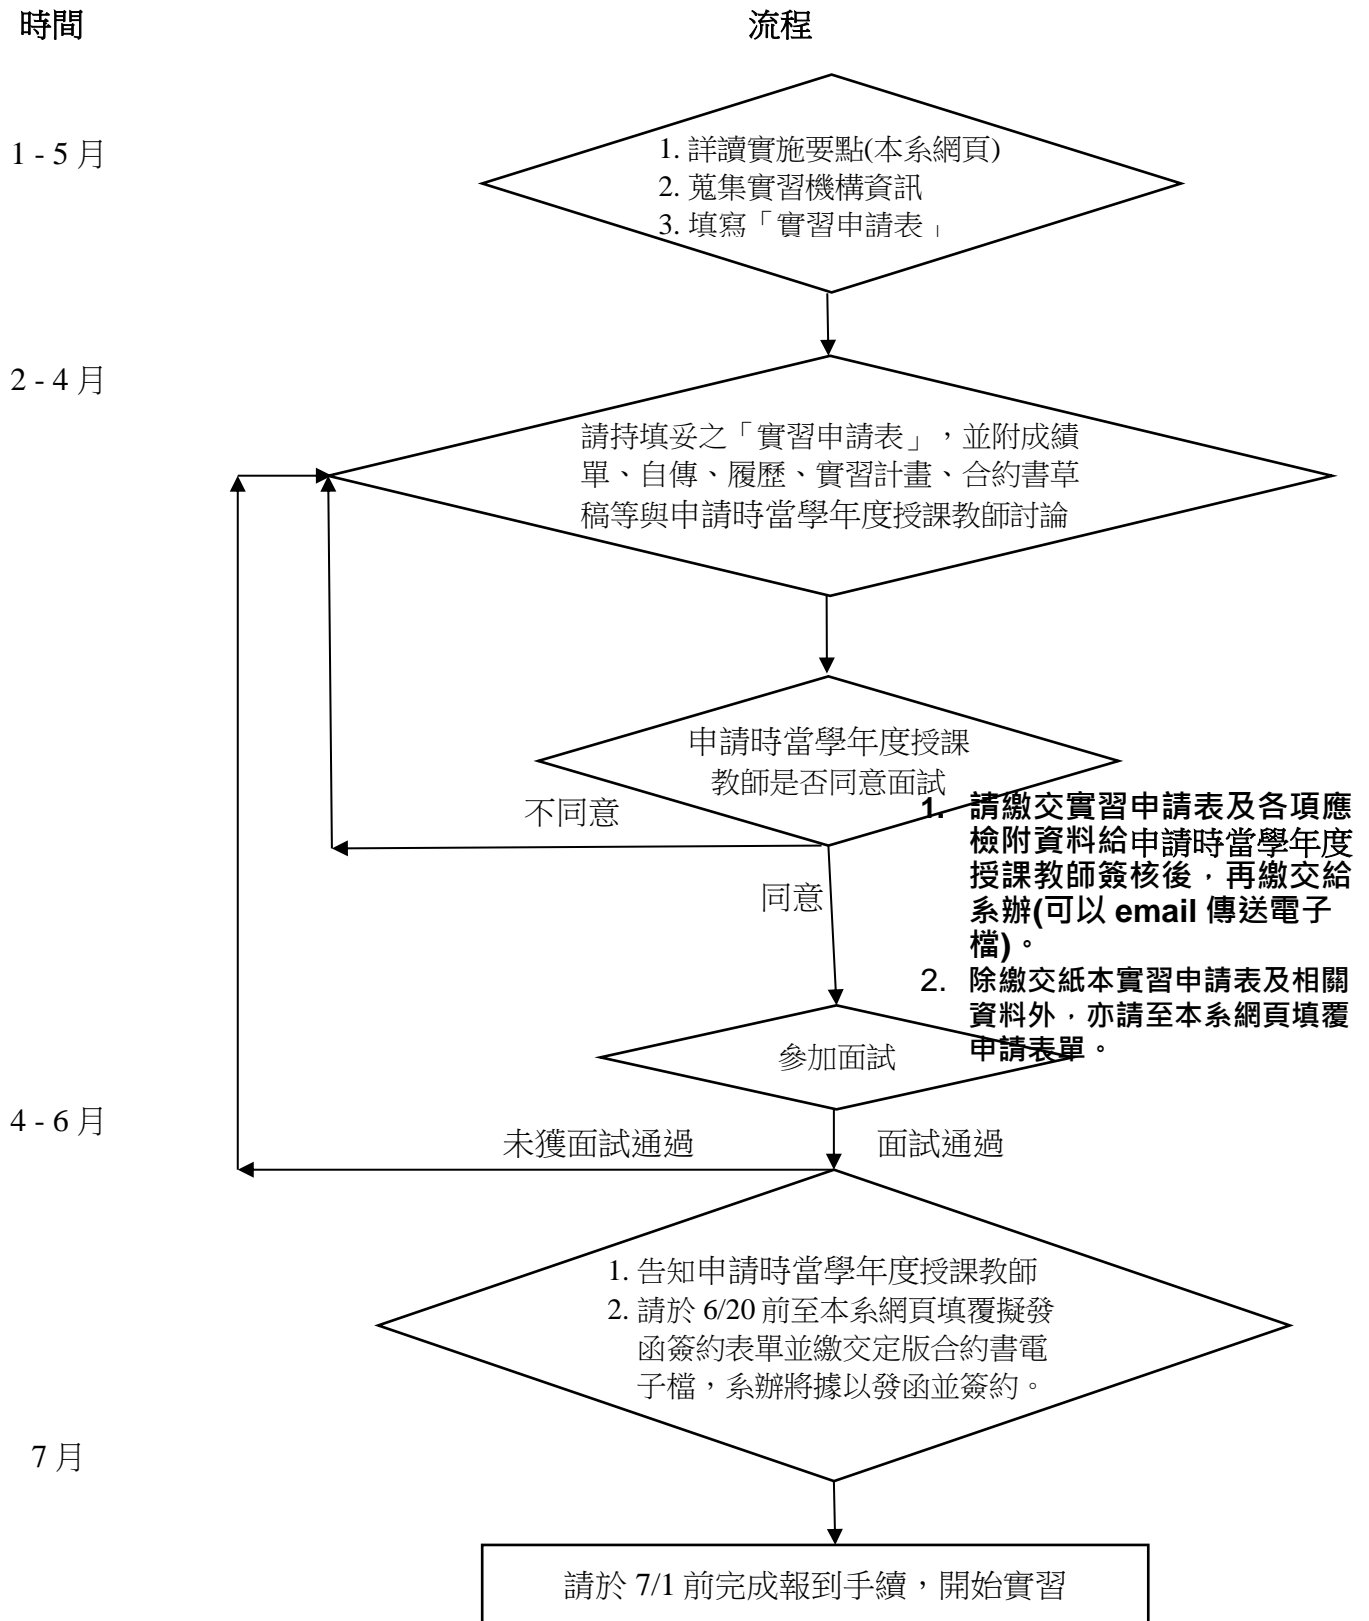 時間
流程
1 - 5 月
1. 詳讀實施要點(本系網頁)
2. 蒐集實習機構資訊
3. 填寫「實習申請表」
2 - 4 月
請持填妥之「實習申請表」，並附成績
單、自傳、履歷、實習計畫、合約書草
稿等與申請時當學年度授課教師討論
申請時當學年度授課
教師是否同意面試
不同意
同意
1. 請繳交實習申請表及各項應
檢附資料給申請時當學年度
授課教師簽核後，再繳交給
系辦(可以 email 傳送電子
檔)。
2. 除繳交紙本實習申請表及相關
資料外，亦請至本系網頁填覆
申請表單。
參加面試
4 - 6 月
未獲面試通過
面試通過
1. 告知申請時當學年度授課教師
2. 請於 6/20 前至本系網頁填覆擬發
函簽約表單並繳交定版合約書電
子檔，系辦將據以發函並簽約。
7 月
請於 7/1 前完成報到手續，開始實習